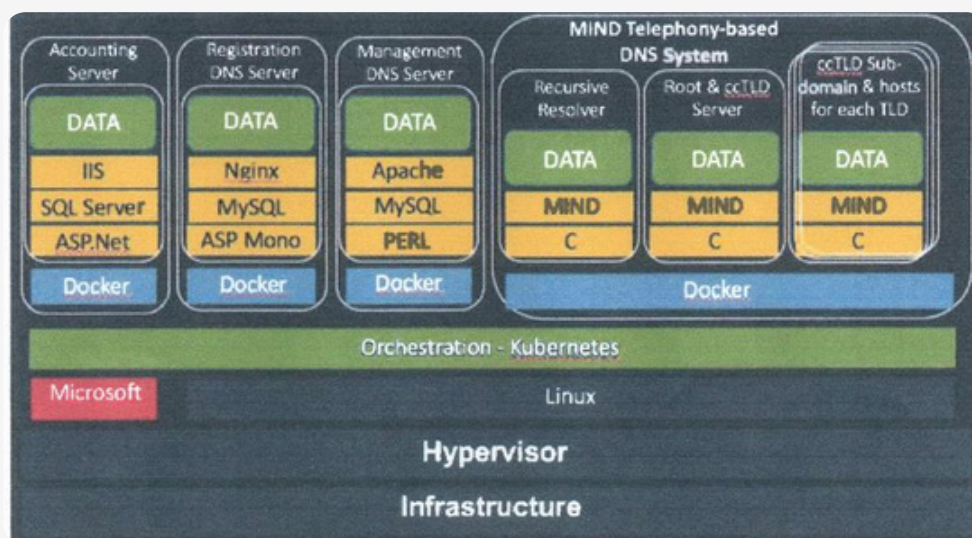 Accounting
Server
DATA
IIS
SQL Server
ASP.Net
Docker
Registration
DNS Server
DATA
Nginx
MySQL
ASP Mono
Docker
Management
DNS Server
DATA
Apache
MySQL
PERL
Docker
MIND Telephony-based
DNS System
Recursive
Resolver
DATA
MIND
C
Root & ccTLD
Server
DATA
MIND
C
ccTLD Sub-
domain & hosts
for each TLD
DATA
MIND
C
Docker
Orchestration - Kubernetes
Microsoft
Linux
Hypervisor
Infrastructure